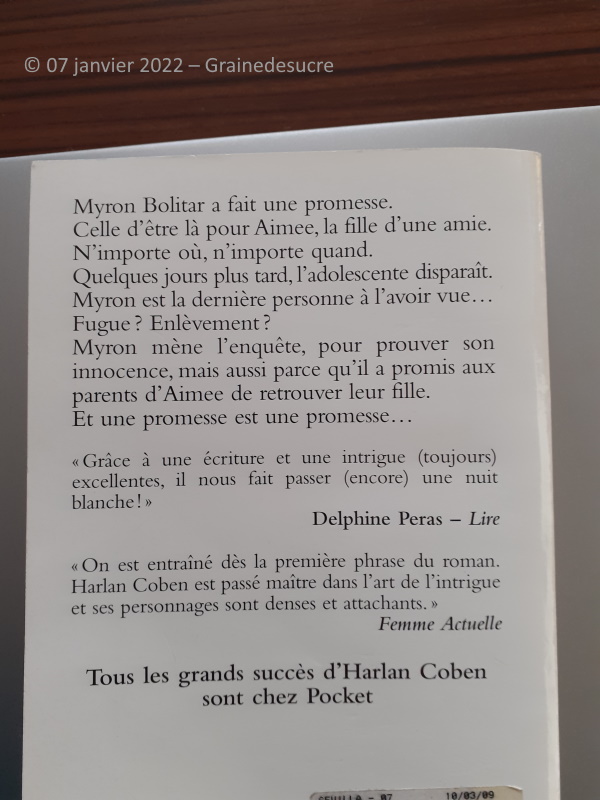 © 07 janvier 2022 – Grainedesucre
Myron Bolitar a fait une promesse.
Celle d'être là pour Aimee, la fille d'une amie.
N'importe où, n'importe quand.
Quelques jours plus tard, l'adolescente disparaît.
Myron est la dernière personne à l'avoir vue…
Fugue ? Enlèvement ?
Myron mène l'enquête, pour prouver son
innocence, mais aussi parce qu'il a promis aux
parents d'Aimee de retrouver leur fille.
Et une promesse est une promesse…
« Grâce à une écriture et une intrigue (toujours)
excellentes, il nous fait passer (encore) une nuit
blanche ! »
Delphine Peras – Lire
« On est entraîné dès la première phrase du roman.
Harlan Coben est passé maître dans l'art de l'intrigue
et ses personnages sont denses et attachants. »
Femme Actuelle
Tous les grands succès d'Harlan Coben
sont chez Pocket
07 10/03/09